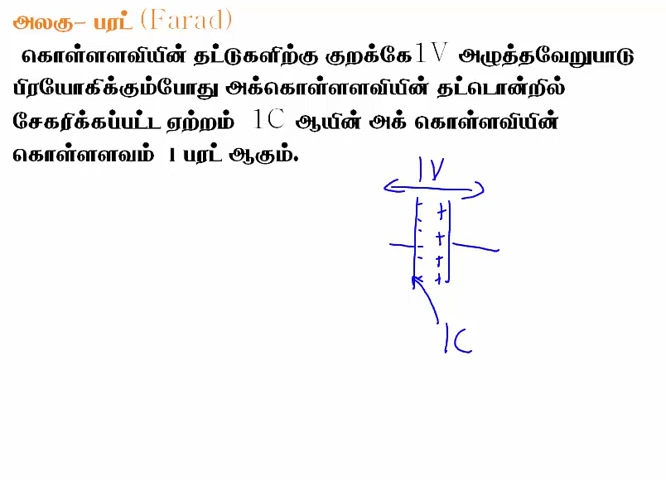 அலகு- பரட் (Farad)
கொள்ளளவியின் தட்டுகளிற்கு குறக்கே 1V அழுத்தவேறுபாடு
பிரயோகிக்கும்போது அக்கொள்ளளவியின் தட்டொன்றில்
சேகரிக்கப்பட்ட ஏற்றம் 1C ஆயின் அக் கொள்ளவியின்
கொள்ளளவம் 1 பரட் ஆகும்.
1V
1C